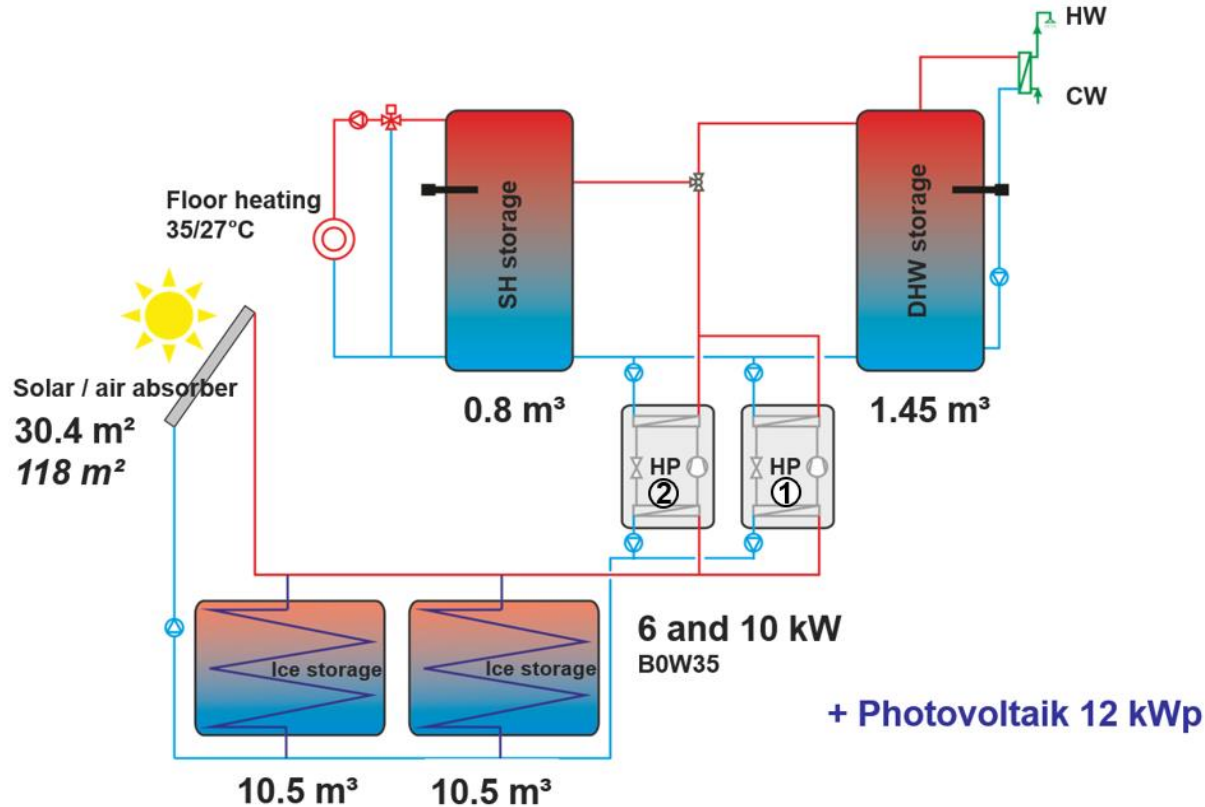 HW
CW
Floor heating
35/27°C
SH storage
DHW storage
Solar / air absorber
30.4 m²
118 m²
0.8 m³
1.45 m³
HP
2
HP
1
Ice storage
Ice storage
6 and 10 kW
B0W35
+ Photovoltaik 12 kWp
10.5 m³
10.5 m³